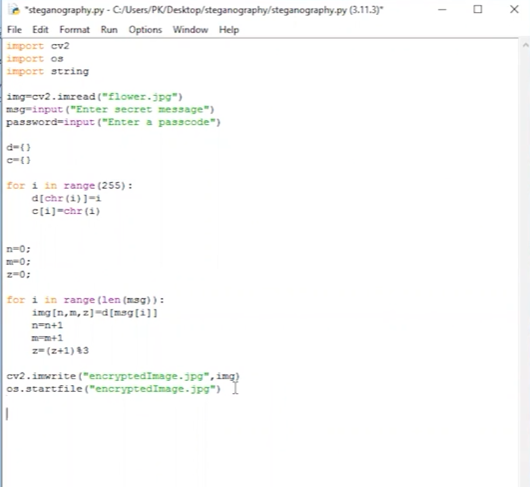 *steganography.py - C:/Users/PK/Desktop/steganography/steganography.py (3.11.3)*
File Edit Format Run Options Window Help
import cv2
import os
import string

img=cv2.imread("flower.jpg")
msg=input("Enter secret message")
password=input("Enter a passcode")

d={}
c={}

for i in range(255):
    d[chr(i)]=i
    c[i]=chr(i)


n=0;
m=0;
z=0;

for i in range(len(msg)):
    img[n,m,z]=d[msg[i]]
    n=n+1
    m=m+1
    z=(z+1)%3

cv2.imwrite("encryptedImage.jpg",img)
os.startfile("encryptedImage.jpg")